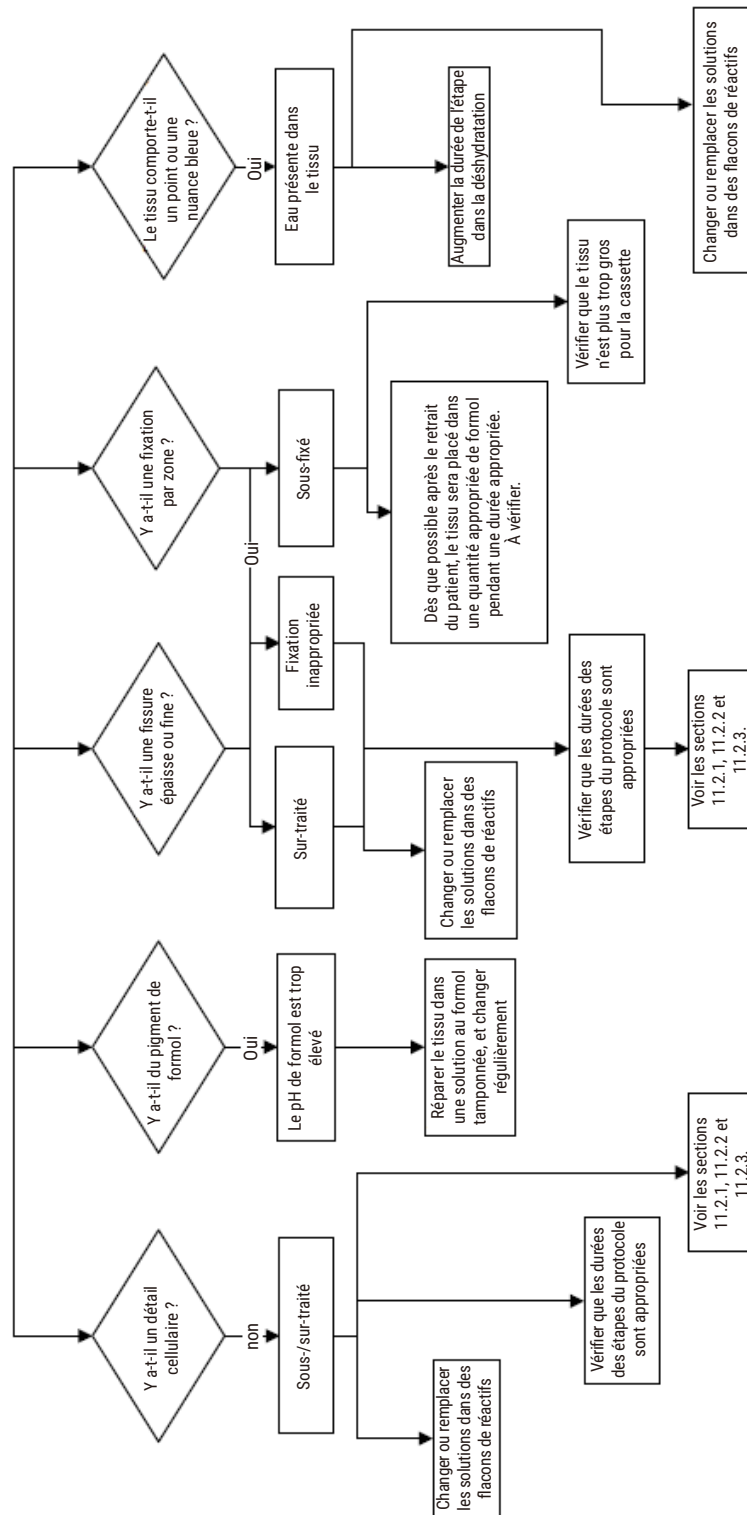 Y a-t-il un détail
cellulaire ?
non
Sous-/sur-traité
Changer ou remplacer
les solutions dans des
flacons de réactifs
Vérifier que les durées
des étapes du protocole
sont appropriées
Voir les sections
11.2.1, 11.2.2 et
11.2.3.
Y a-t-il du pigment de
formol ?
Oui
Le pH de formol est trop
élevé
Réparer le tissu dans
une solution au formol
tamponnée, et changer
régulièrement
Y a-t-il une fissure
épaisse ou fine ?
Sur-traité
Fixation
inappropriée
Changer ou remplacer
les solutions dans des
flacons de réactifs
Vérifier que les durées des
étapes du protocole sont
appropriées
Voir les sections
11.2.1, 11.2.2 et
11.2.3.
Y a-t-il une fixation
par zone ?
Oui
Sous-fixé
Dès que possible après le retrait
du patient, le tissu sera placé dans
une quantité appropriée de formol
pendant une durée appropriée.
À vérifier.
Vérifier que le tissu
n'est plus trop gros
pour la cassette
Le tissu comporte-t-il
un point ou une
nuance bleue ?
Oui
Eau présente dans
le tissu
Augmenter la durée de l'étape
dans la déshydratation
Changer ou remplacer les solutions
dans des flacons de réactifs